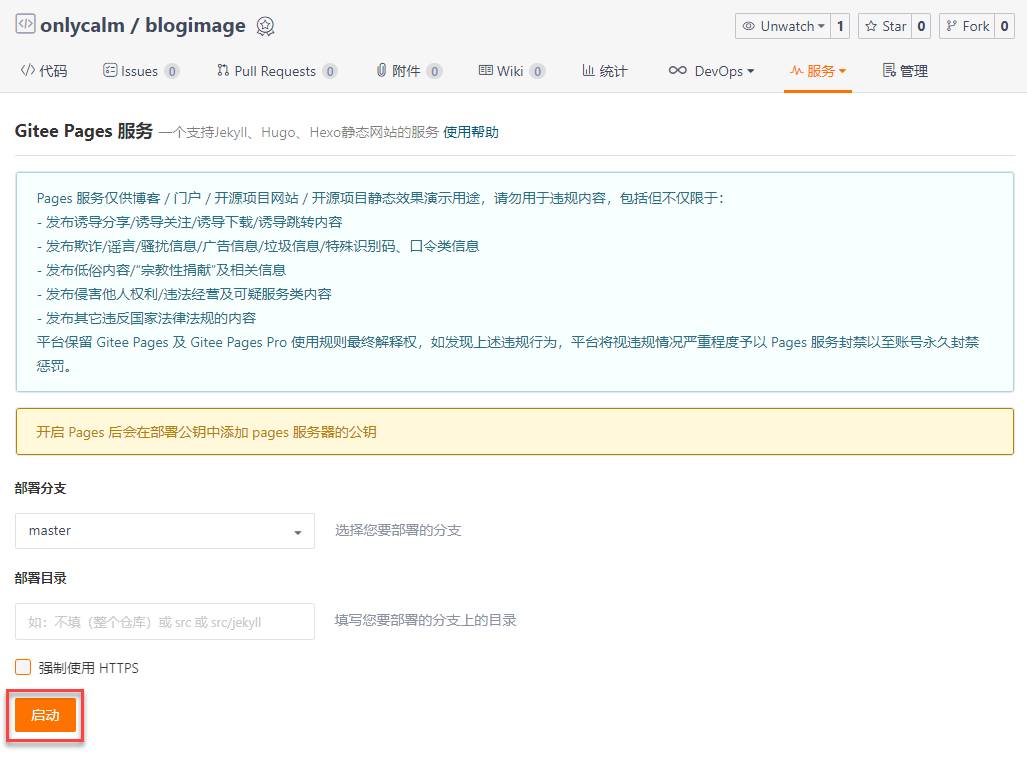 onlycalm / blogimage
Unwatch 1 Star 0 Fork 0
代码 Issues 0 Pull Requests 0 附件 0 Wiki 0 统计 DevOps 服务 管理
Gitee Pages 服务 —个支持Jekyll、Hugo、Hexo静态网站的服务 使用帮助
Pages 服务仅供博客 / 门户 / 开源项目网站 / 开源项目静态效果演示用途，请勿用于违规内容，包括但不仅限于：
- 发布诱导分享/诱导关注/诱导下载/诱导跳转内容
- 发布欺诈/谣言/骚扰信息/广告信息/垃圾信息/特殊识别码、口令类信息
- 发布低俗内容/“宗教性捐献”及相关信息
- 发布侵害他人权利/违法经营及可疑服务类内容
- 发布其它违反国家法律法规的内容
平台保留 Gitee Pages 及 Gitee Pages Pro 使用规则最终解释权，如发现上述违规行为，平台将视违规情况严重程度予以 Pages 服务封禁以至账号永久封禁
惩罚。
开启 Pages 后会在部署公钥中添加 pages 服务器的公钥
部署分支
master 选择您要部署的分支
部署目录
如：不填（整个仓库）或 src 或 src/jekyll 填写您要部署的分支上的目录
强制使用 HTTPS
启动